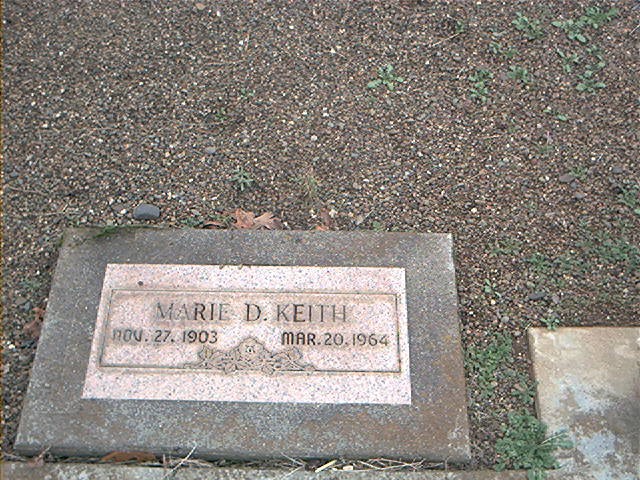 MARIE D. KEITH
NOV. 27. 1903 MAR. 20. 1964